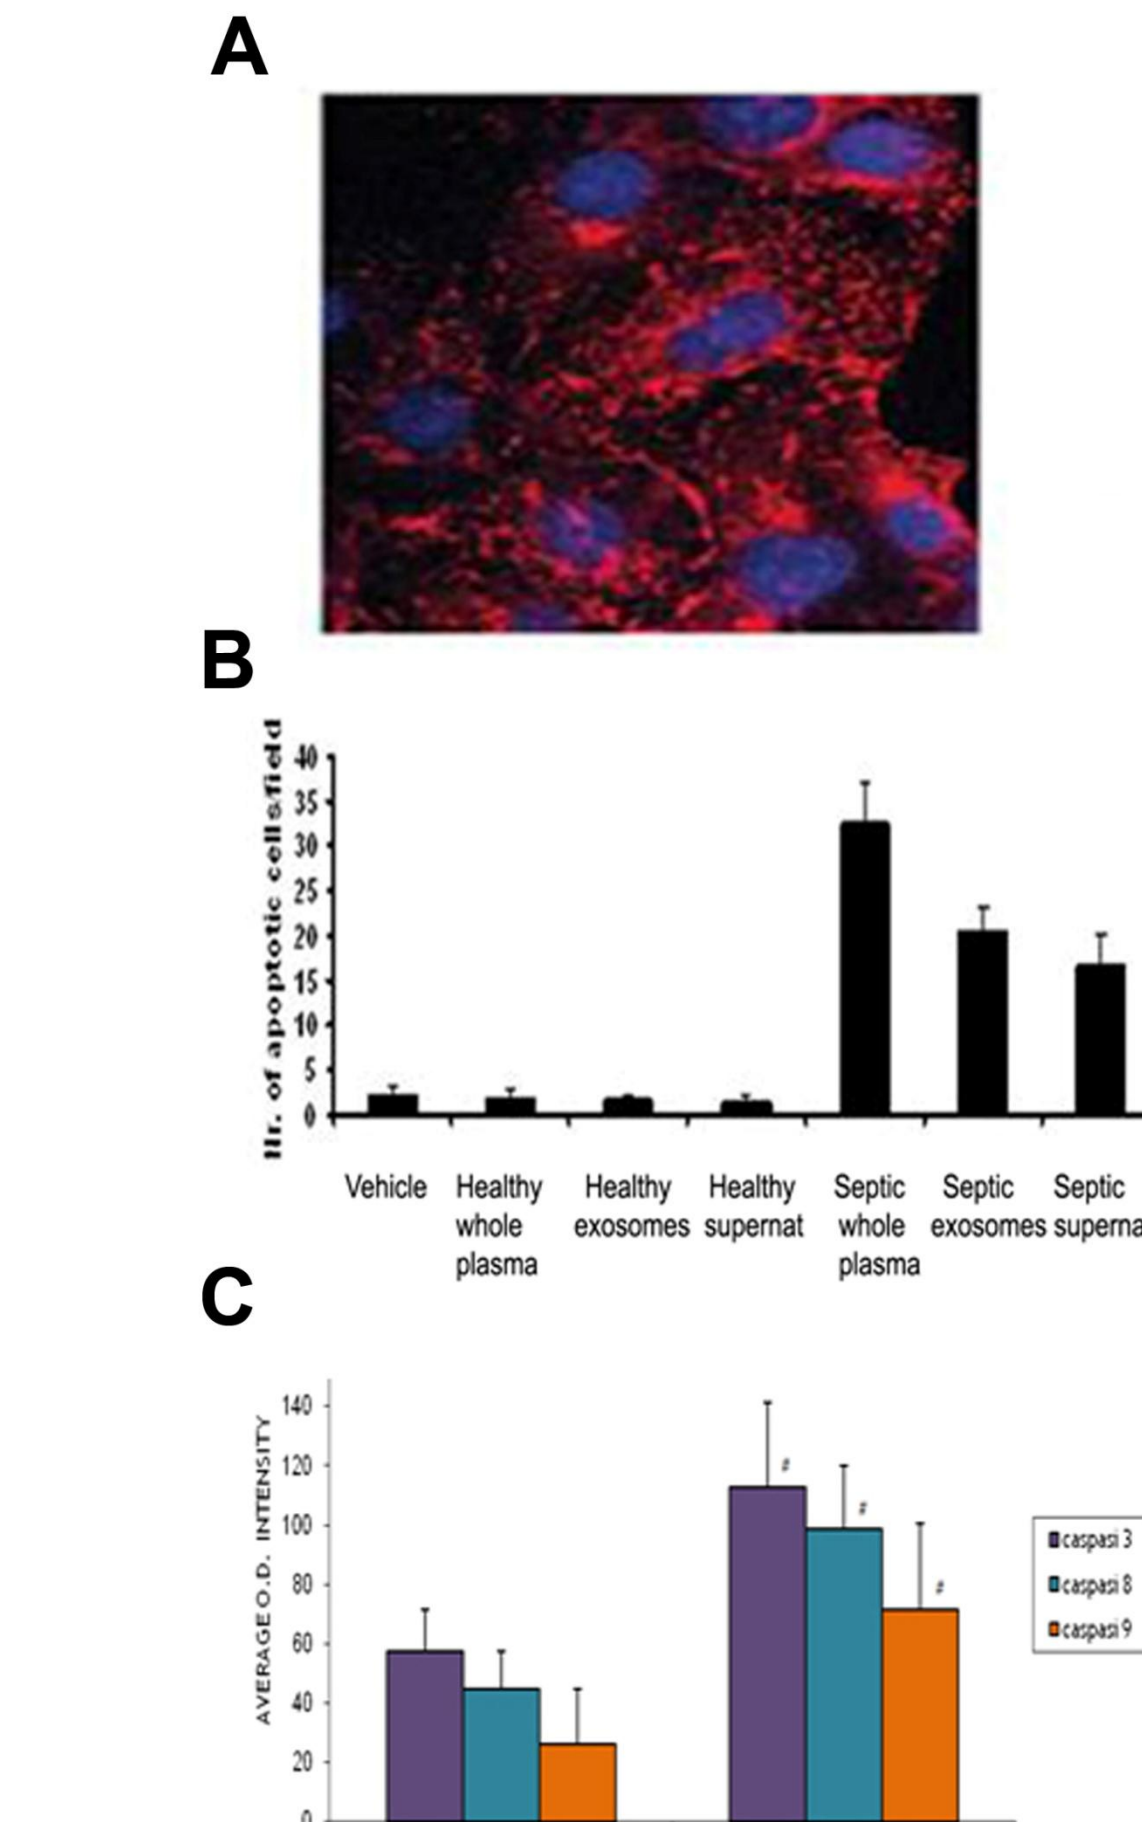 A
B
Nr. of apoptotic cells/field
40
35
30
25
20
15
10
5
0
Vehicle
Healthy
whole
plasma
Healthy
exosomes
Healthy
supernat
Septic
whole
plasma
Septic
exosomes
Septic
superna
C
AVERAGE O.D. INTENSITY
140
120
100
80
60
40
20
0
#
#
#
caspasi 3
caspasi 8
caspasi 9